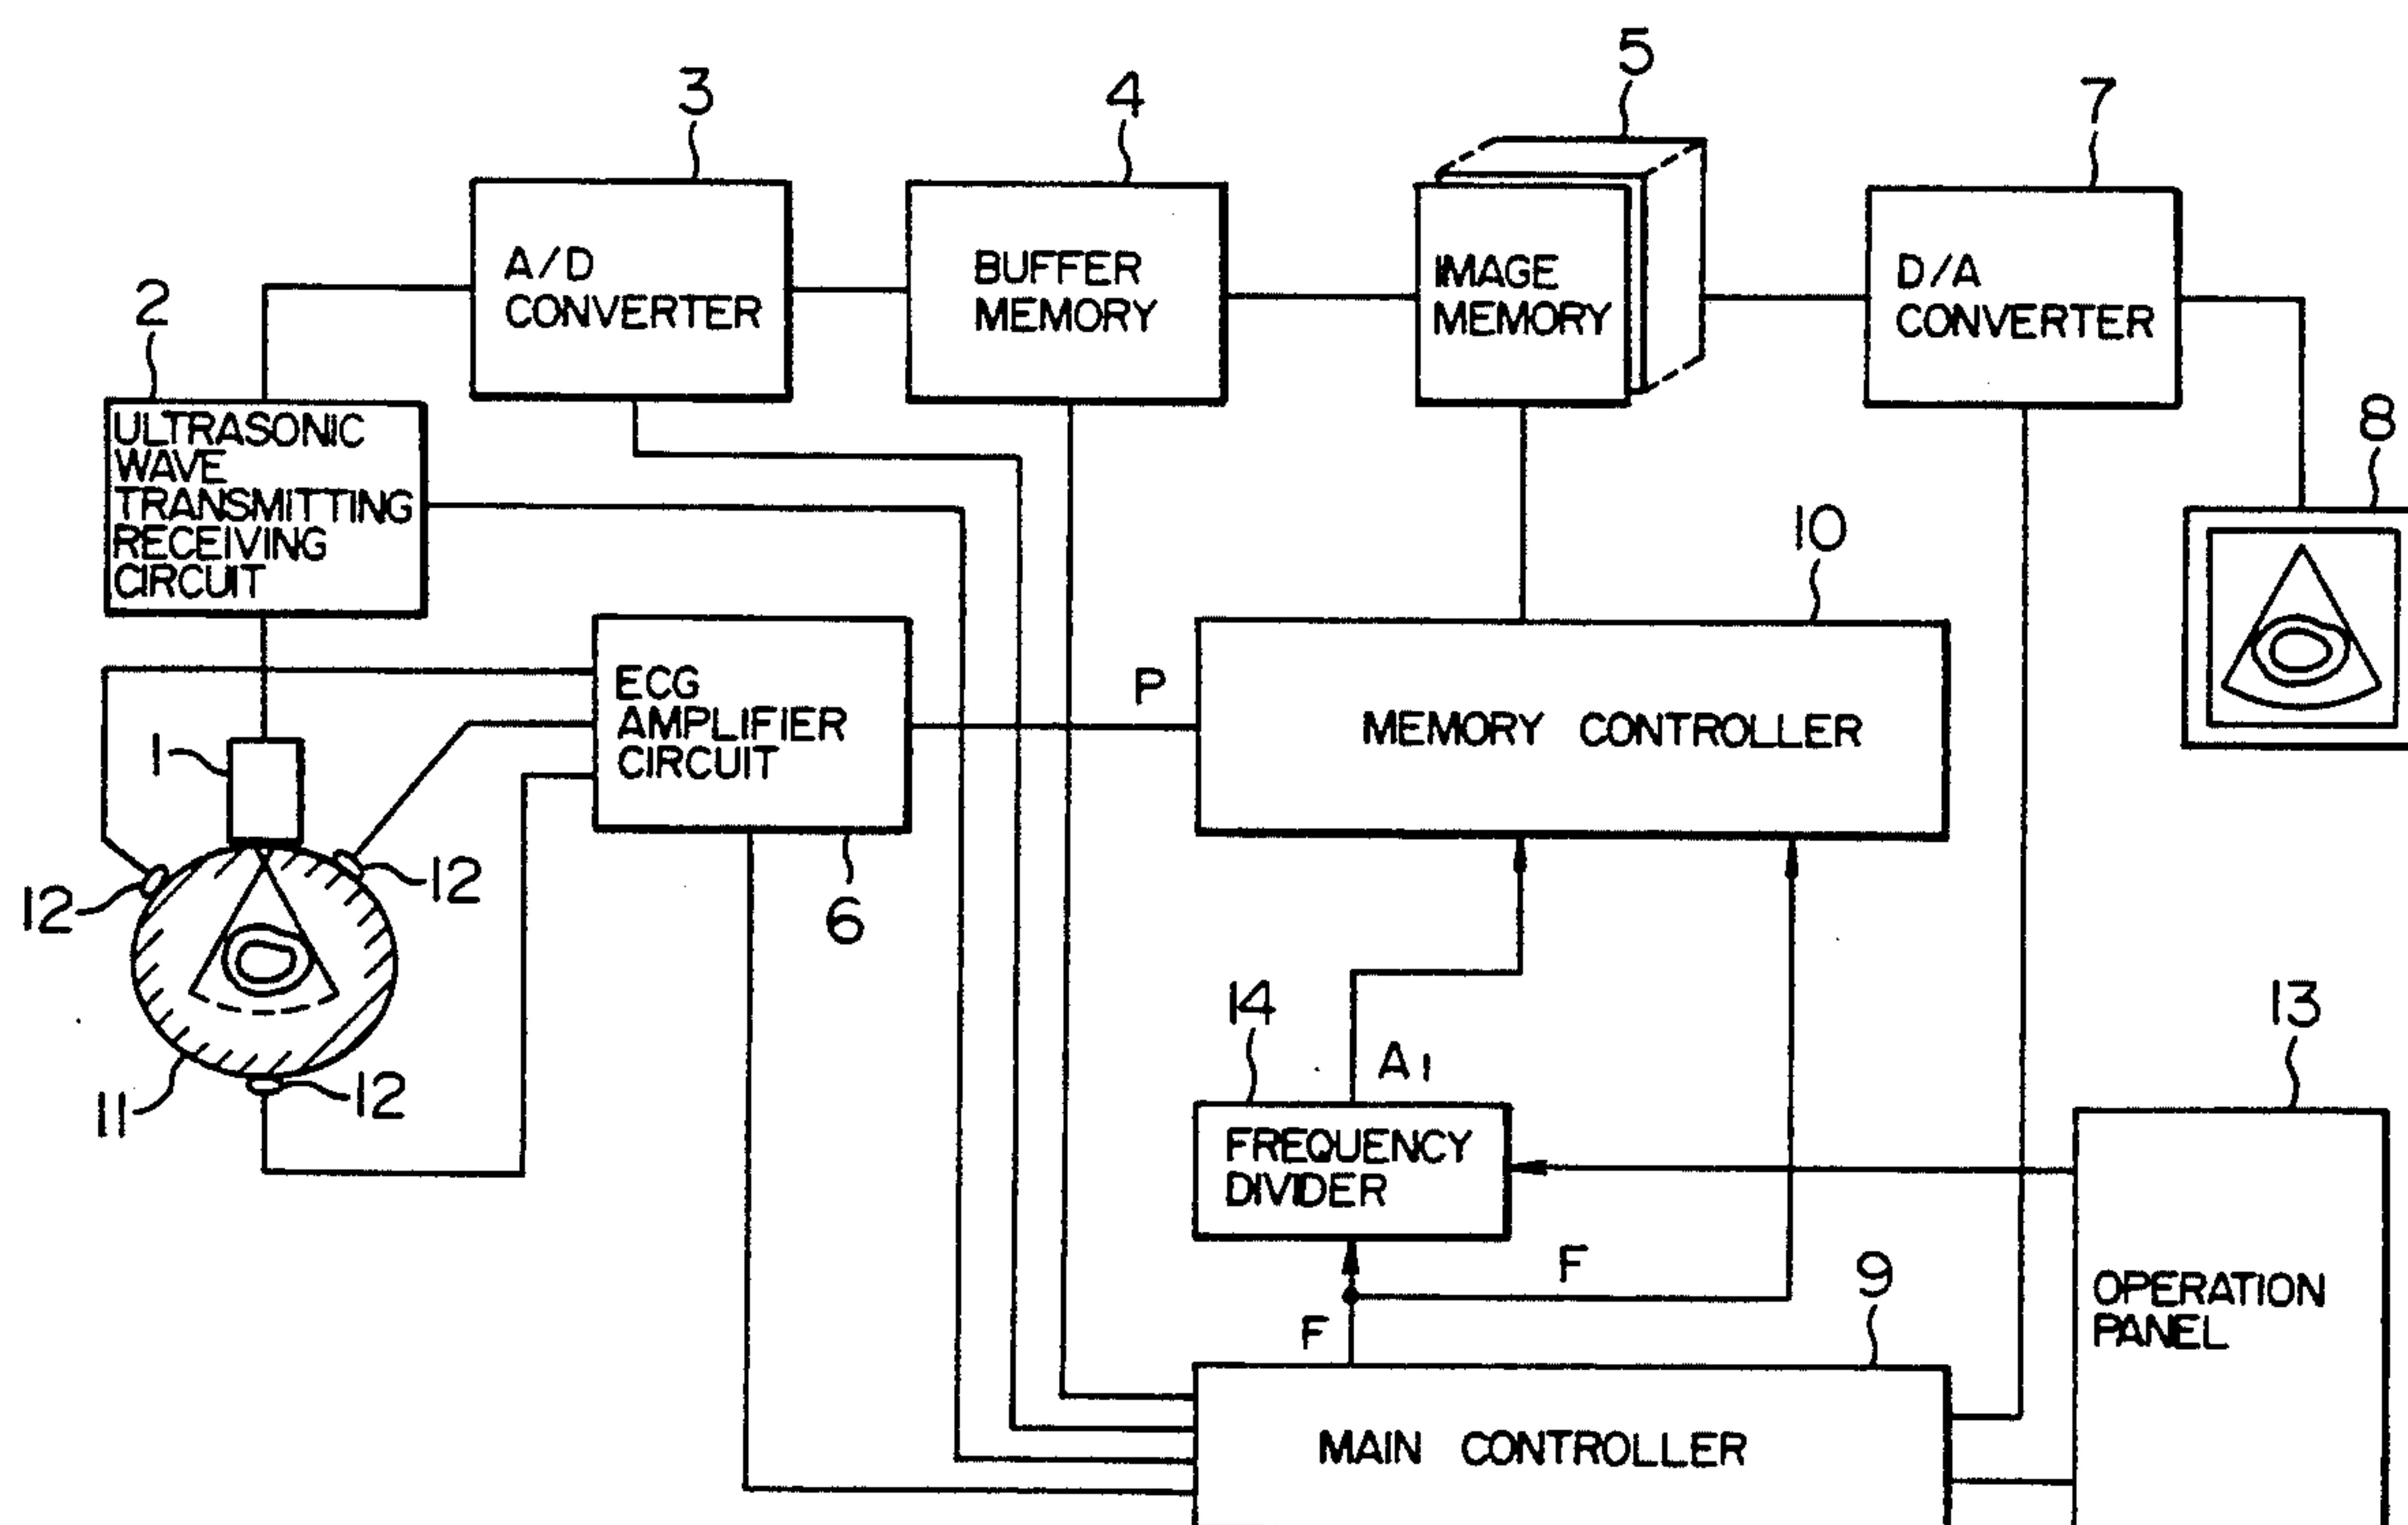 5
3
4
7
A/D
CONVERTER
BUFFER
MEMORY
IMAGE
MEMORY
D/A
CONVERTER
2
8
ULTRASONIC
WAVE
TRANSMITTING
RECEIVING
CIRCUIT
10
ECG
AMPLIFIER
CIRCUIT
P
MEMORY CONTROLLER
1
12
12
6
14
13
A1
11
12
FREQUENCY
DIVIDER
F
9
F
OPERATION
PANEL
MAIN CONTROLLER